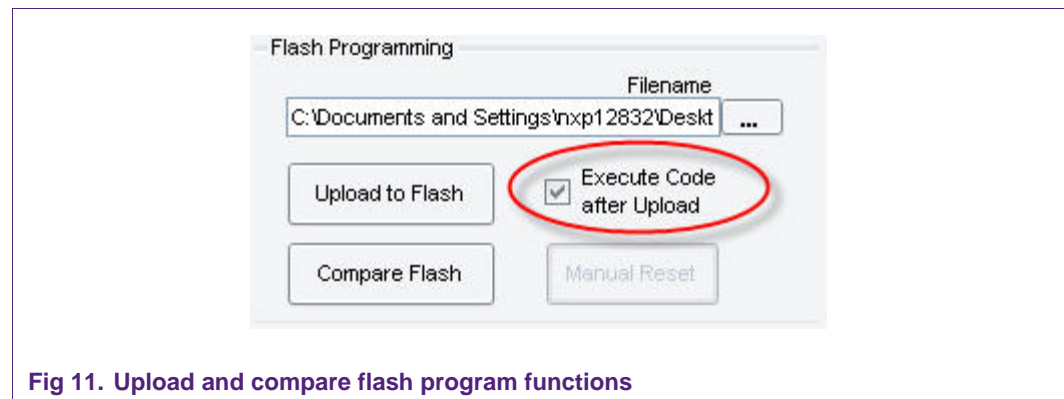 Flash Programming
Filename
C:\Documents and Settings\nxp12832\Deskt ...
Upload to Flash
Execute Code
after Upload
Compare Flash
Manual Reset
Fig 11. Upload and compare flash program functions